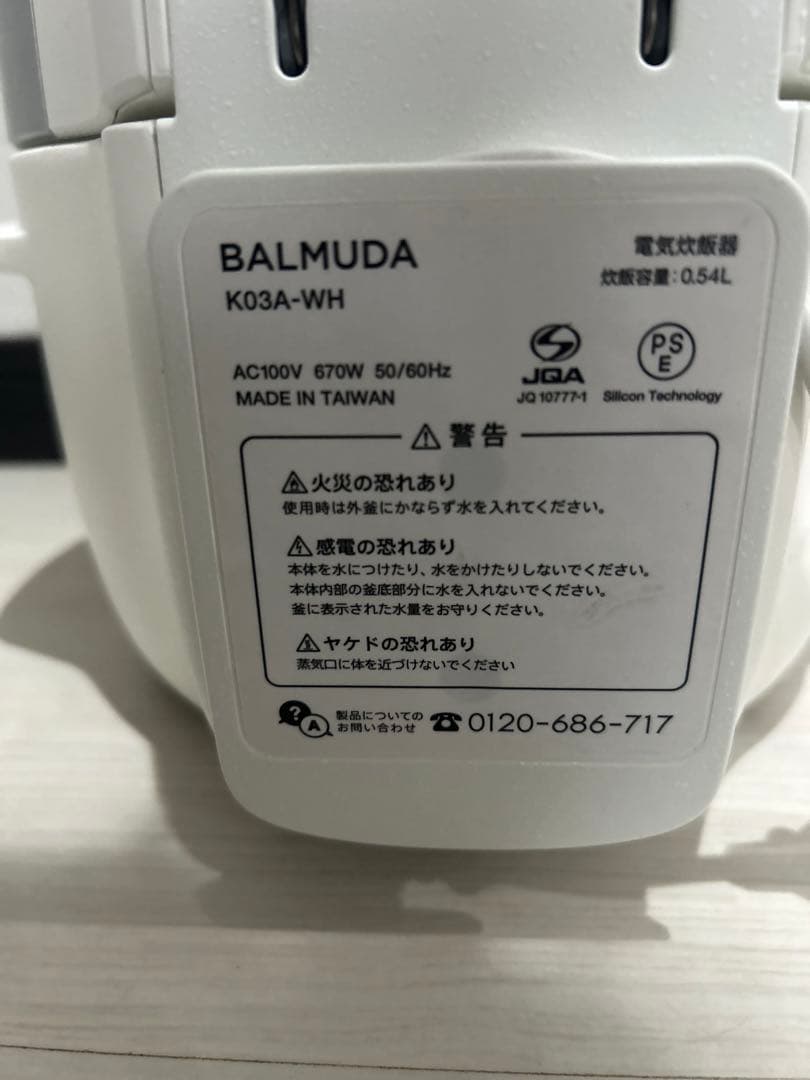 BALMUDA
電気炊飯器
K03A-WH
炊飯容量：0.54L
AC100V 670W 50/60Hz
MADE IN TAIWAN
JQA
JQ 10777-1
PSE
Silicon Technology
警告
火災の恐れあり
使用時は外釜にかならず水を入れてください。
感電の恐れあり
本体を水につけたり、水をかけたりしないでください。
本体内部の釜底部分に水を入れないでください。
釜に表示された水量をお守りください。
ヤケドの恐れあり
蒸気口に体を近づけないでください
? A 製品についての
お問い合わせ
☎ 0120-686-717